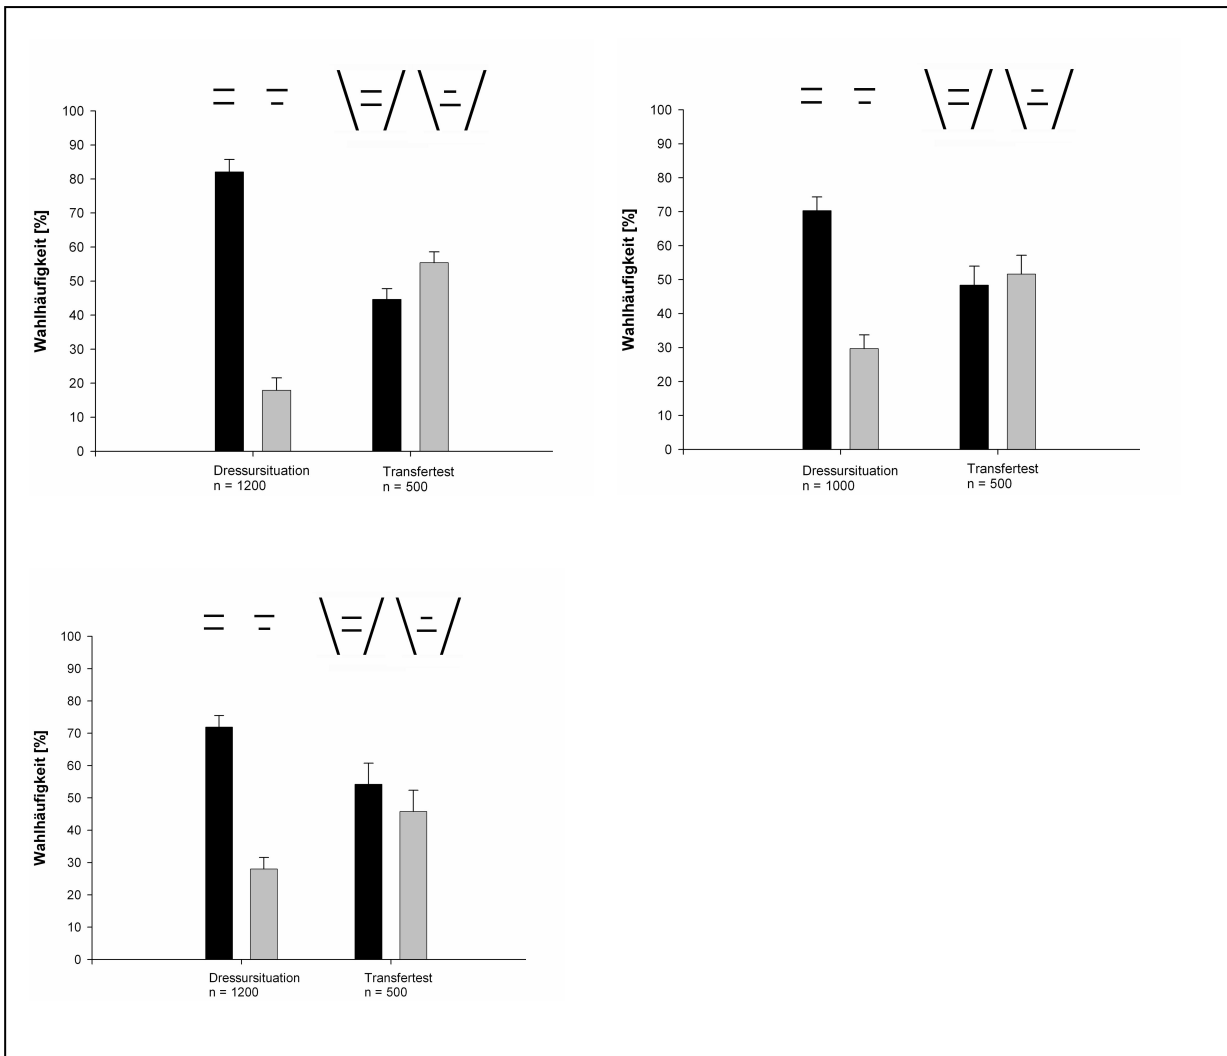 Wahlhäufigkeit [%]
100
90
80
70
60
50
40
30
20
10
0
Dressursituation
n = 1200
Transfertest
n = 500
Wahlhäufigkeit [%]
100
90
80
70
60
50
40
30
20
10
0
Dressursituation
n = 1000
Transfertest
n = 500
Wahlhäufigkeit [%]
100
90
80
70
60
50
40
30
20
10
0
Dressursituation
n = 1200
Transfertest
n = 500